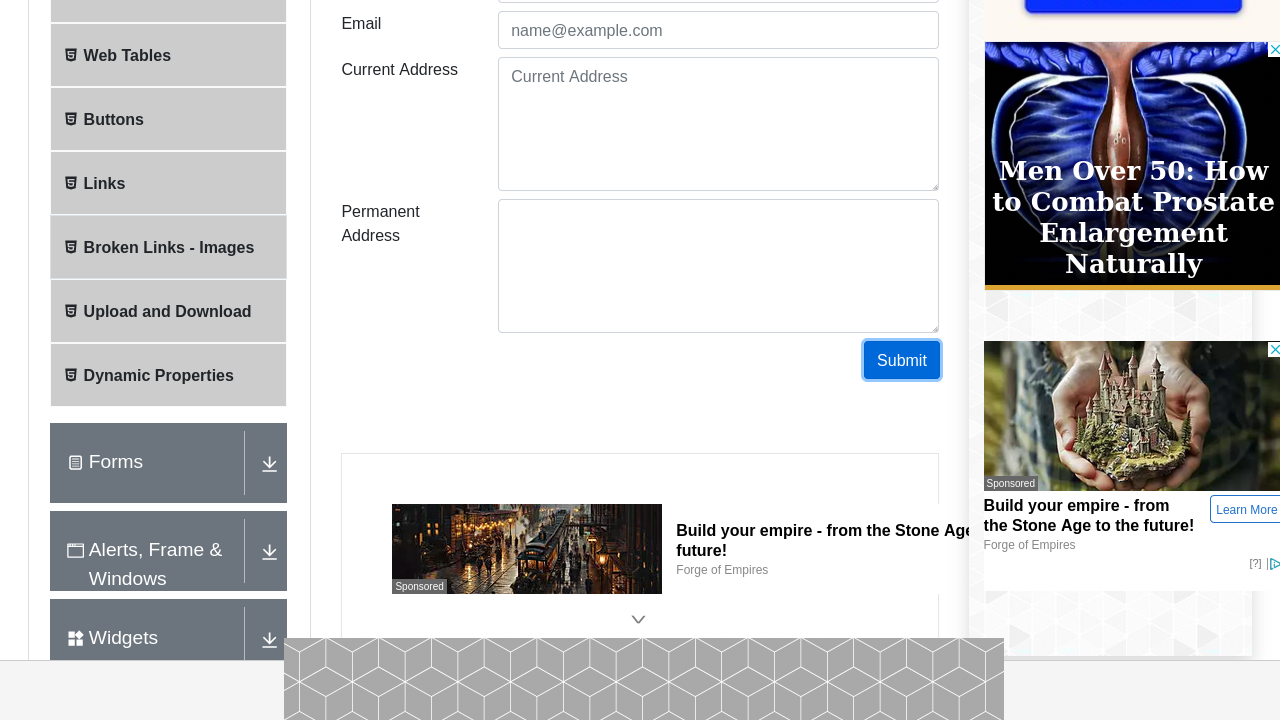 Web Tables
Buttons
Links
Broken Links - Images
Upload and Download
Dynamic Properties
Forms
Alerts, Frame &
Windows
Widgets
Email
name@example.com
Current Address
Current Address
Permanent
Address
Submit
Sponsored
Build your empire - from the Stone Age
future!
Forge of Empires
Men Over 50: How
to Combat Prostate
Enlargement
Naturally
Sponsored
Build your empire - from
the Stone Age to the future!
Forge of Empires
Learn More
[?]